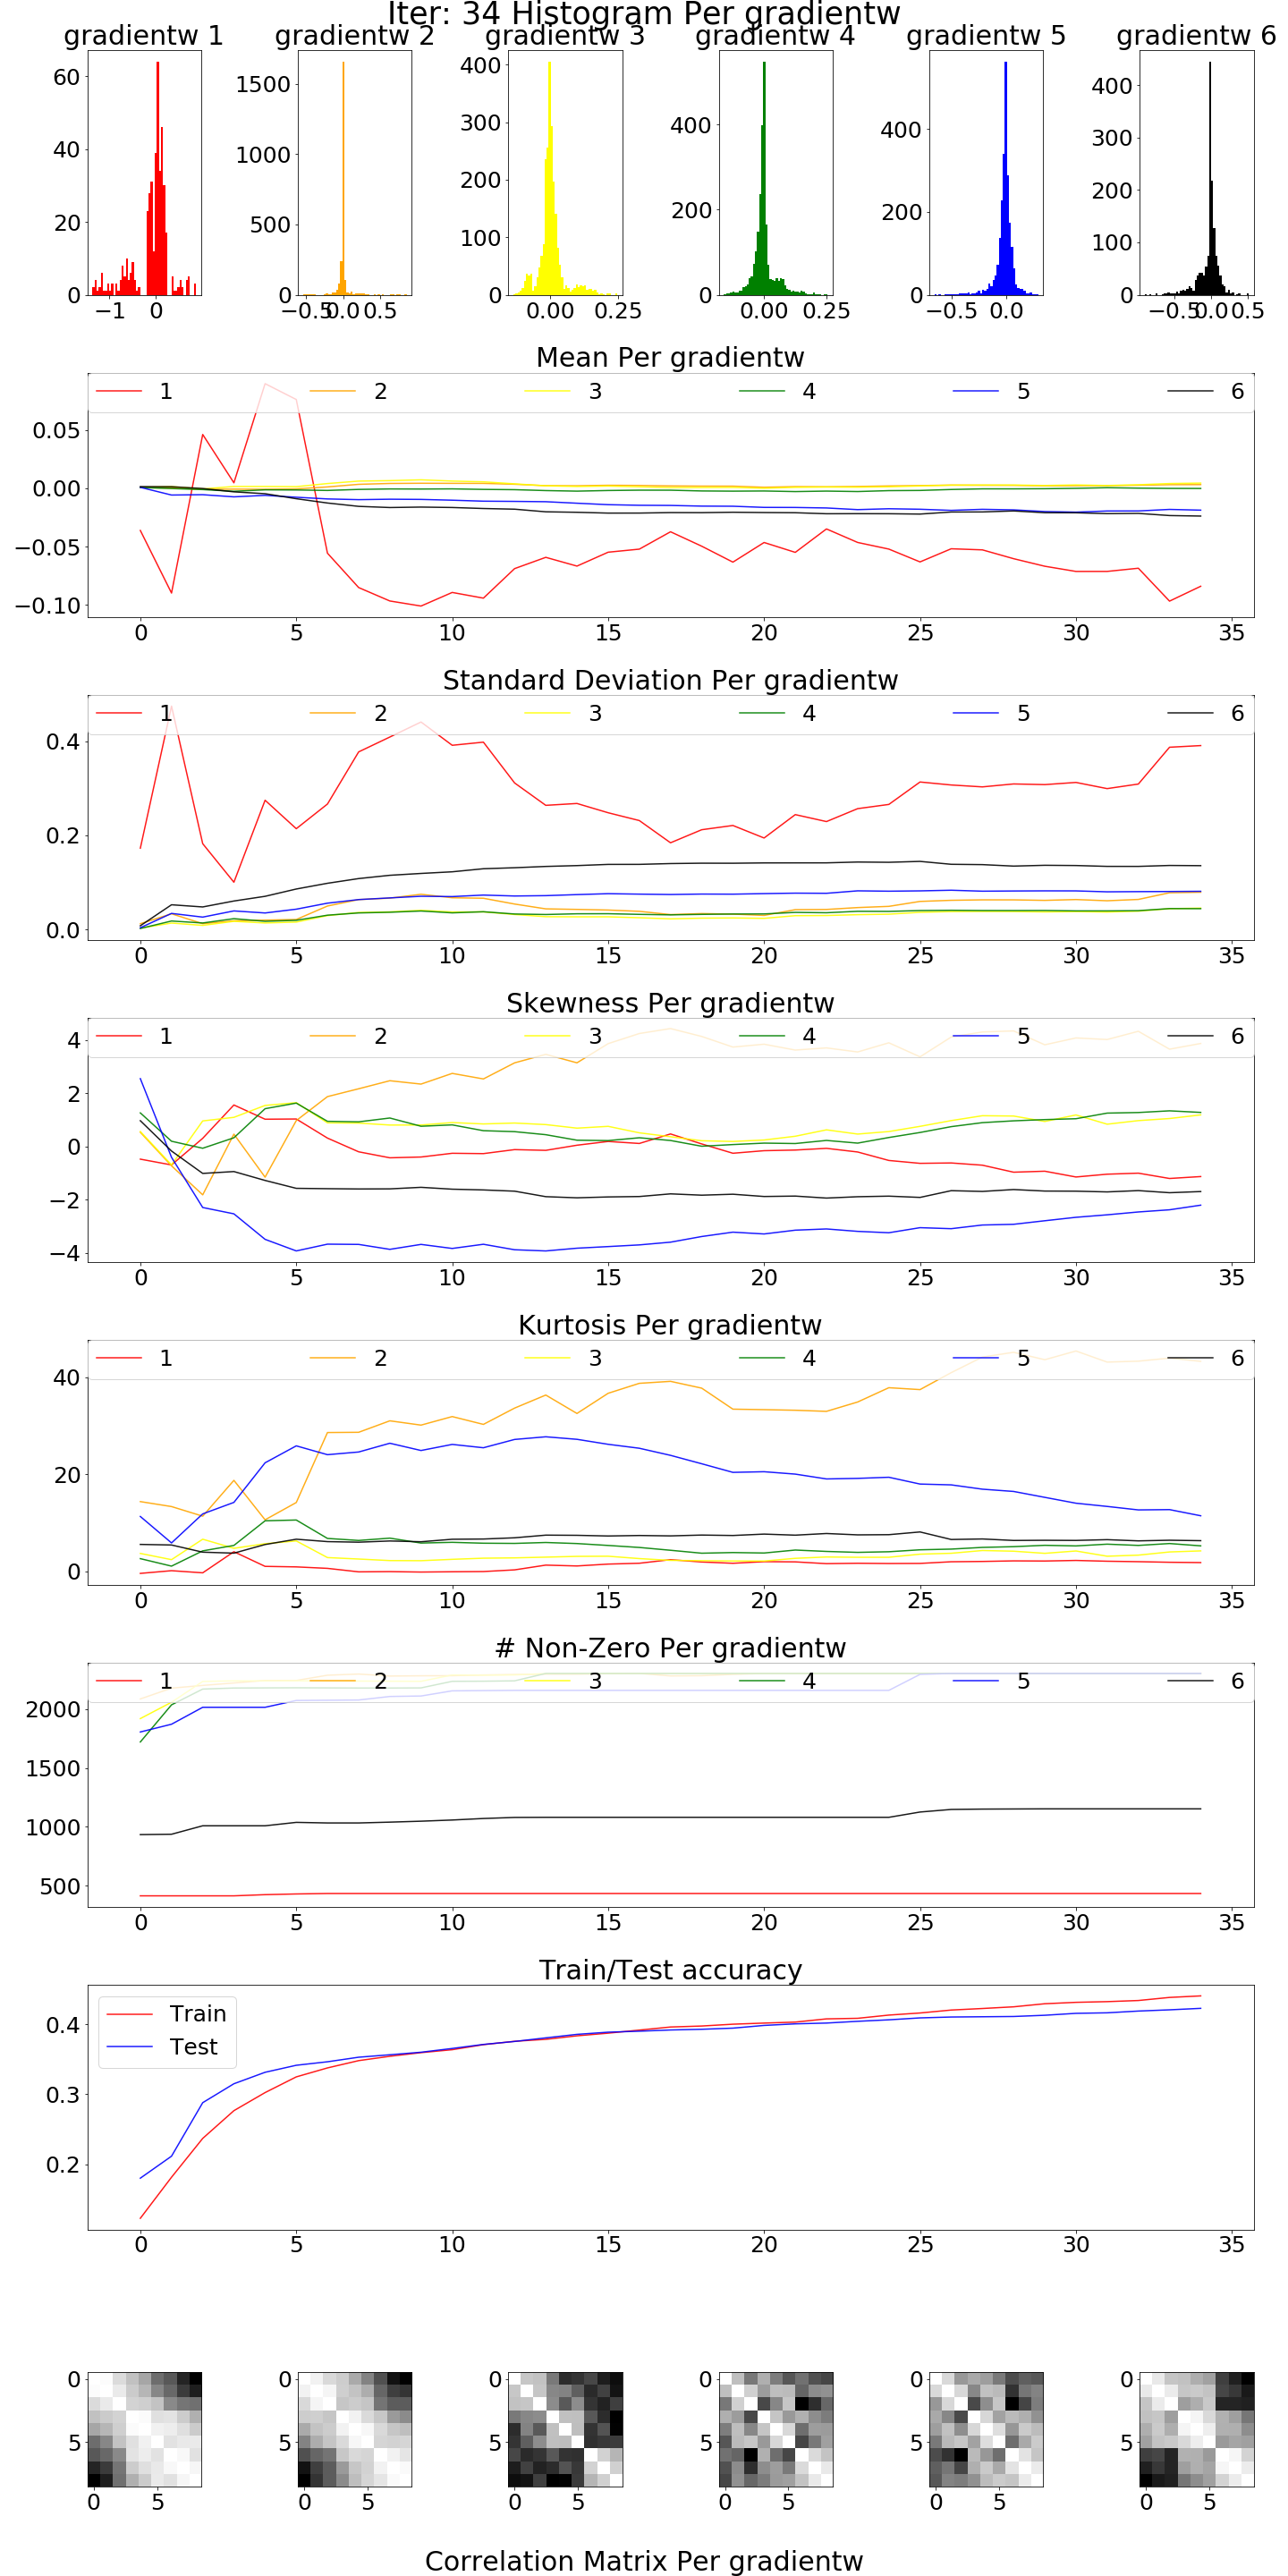 Iter: 34 Histogram Per gradientw
gradientw 1 gradientw 2 gradientw 3 gradientw 4 gradientw 5 gradientw 6
60
40
20
0
−1 0
1500
1000
500
0
−0.5 0.0 0.5
400
300
200
100
0
0.00 0.25
400
200
0
0.00 0.25
400
200
0
−0.5 0.0
400
300
200
100
0
−0.5 0.0 0.5
Mean Per gradientw
1 2 3 4 5 6
0.05
0.00
−0.05
−0.10
0 5 10 15 20 25 30 35
Standard Deviation Per gradientw
1 2 3 4 5 6
0.4
0.2
0.0
0 5 10 15 20 25 30 35
Skewness Per gradientw
1 2 3 4 5 6
4
2
0
−2
−4
0 5 10 15 20 25 30 35
Kurtosis Per gradientw
1 2 3 4 5 6
40
20
0
0 5 10 15 20 25 30 35
# Non-Zero Per gradientw
1 2 3 4 5 6
2000
1500
1000
500
0 5 10 15 20 25 30 35
Train/Test accuracy
Train
Test
0.4
0.3
0.2
0 5 10 15 20 25 30 35
0 0 0 0 0 0
5 5 5 5 5 5
0 5 0 5 0 5 0 5 0 5 0 5
Correlation Matrix Per gradientw